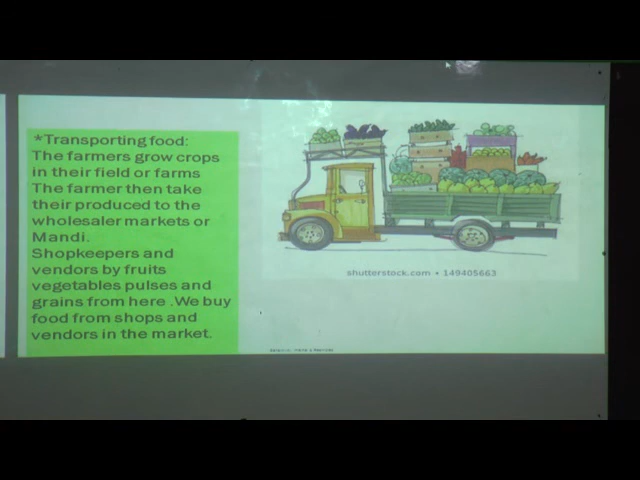 *Transporting food:
The farmers grow crops
in their field or farms
The farmer then take
their produced to the
wholesaler markets or
Mandi.
Shopkeepers and
vendors by fruits
vegetables pulses and
grains from here .We buy
food from shops and
vendors in the market.
shutterstock.com • 149405663